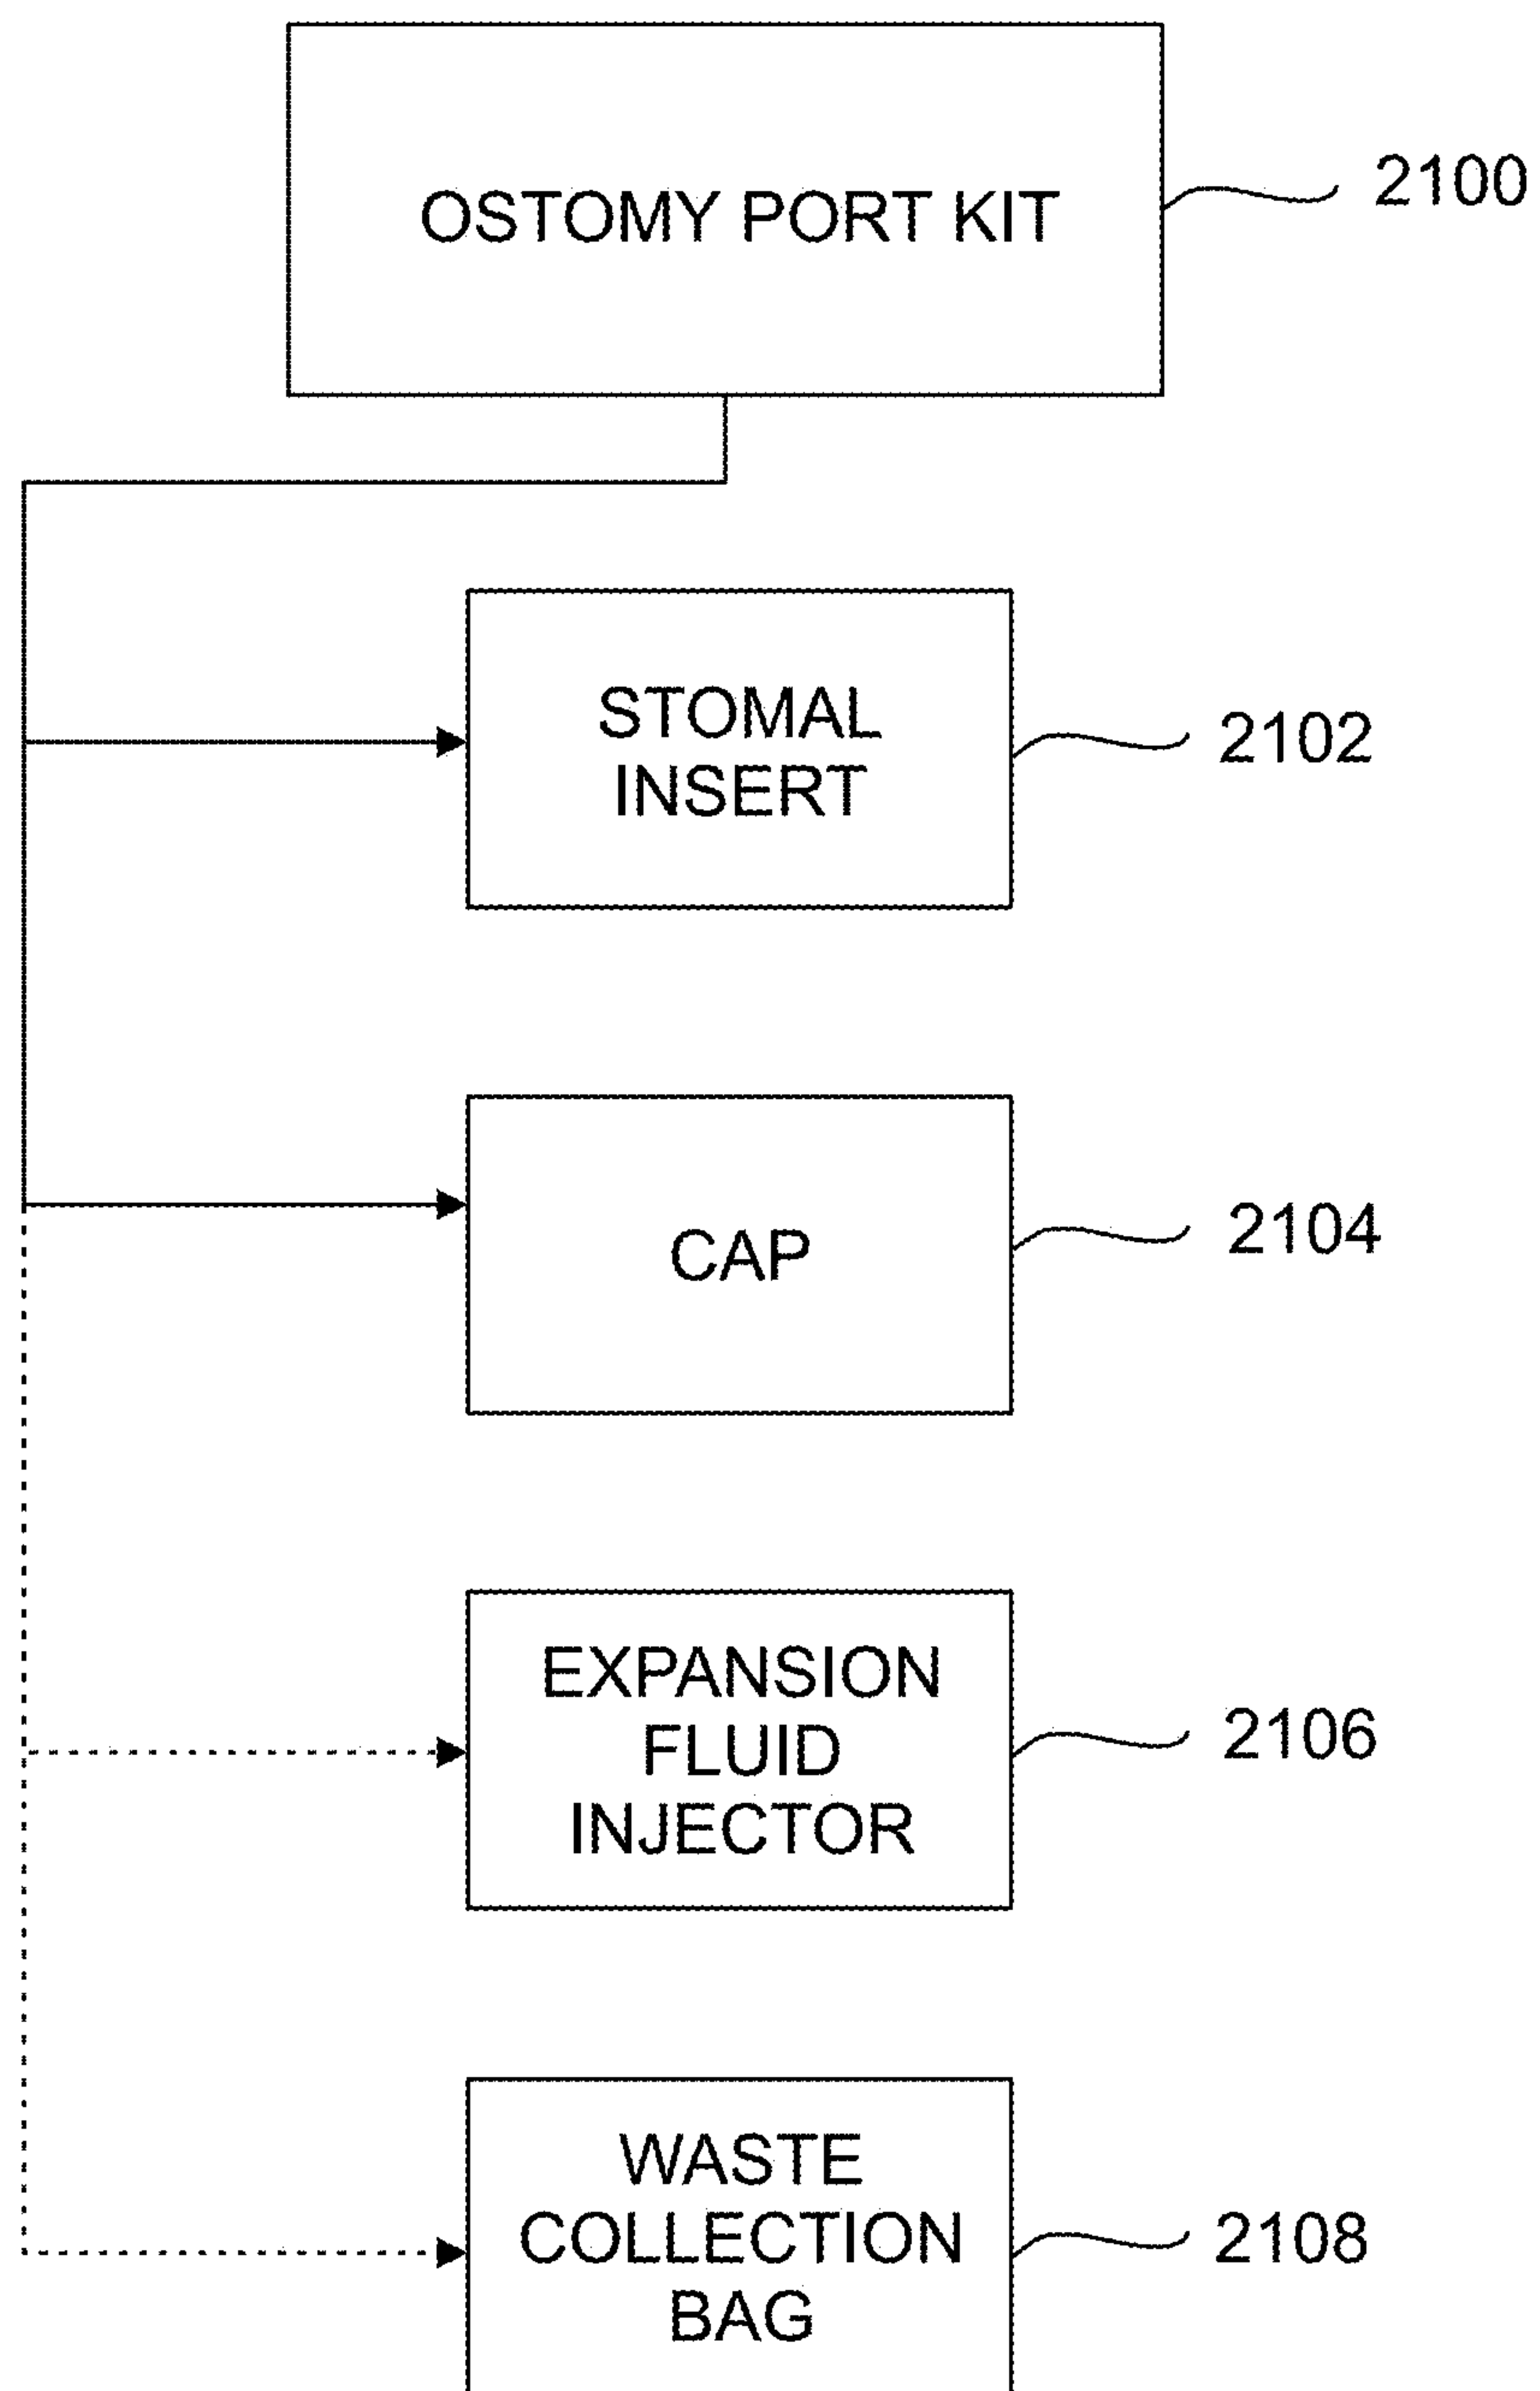 OSTOMY PORT KIT
2100
STOMAL
INSERT
2102
CAP
2104
EXPANSION
FLUID
INJECTOR
2106
WASTE
COLLECTION
BAG
2108